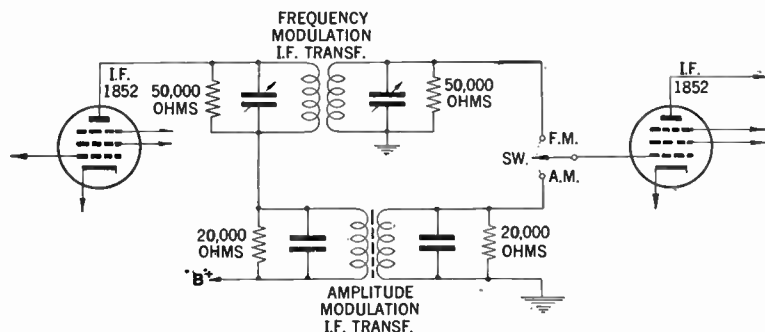 FREQUENCY
MODULATION
I.F. TRANSF.
I.F.
1852
50,000
OHMS
50,000
OHMS
I.F.
1852
F.M.
SW.
A.M.
20,000
OHMS
20,000
OHMS
"B"+
AMPLITUDE
MODULATION
I.F. TRANSF.